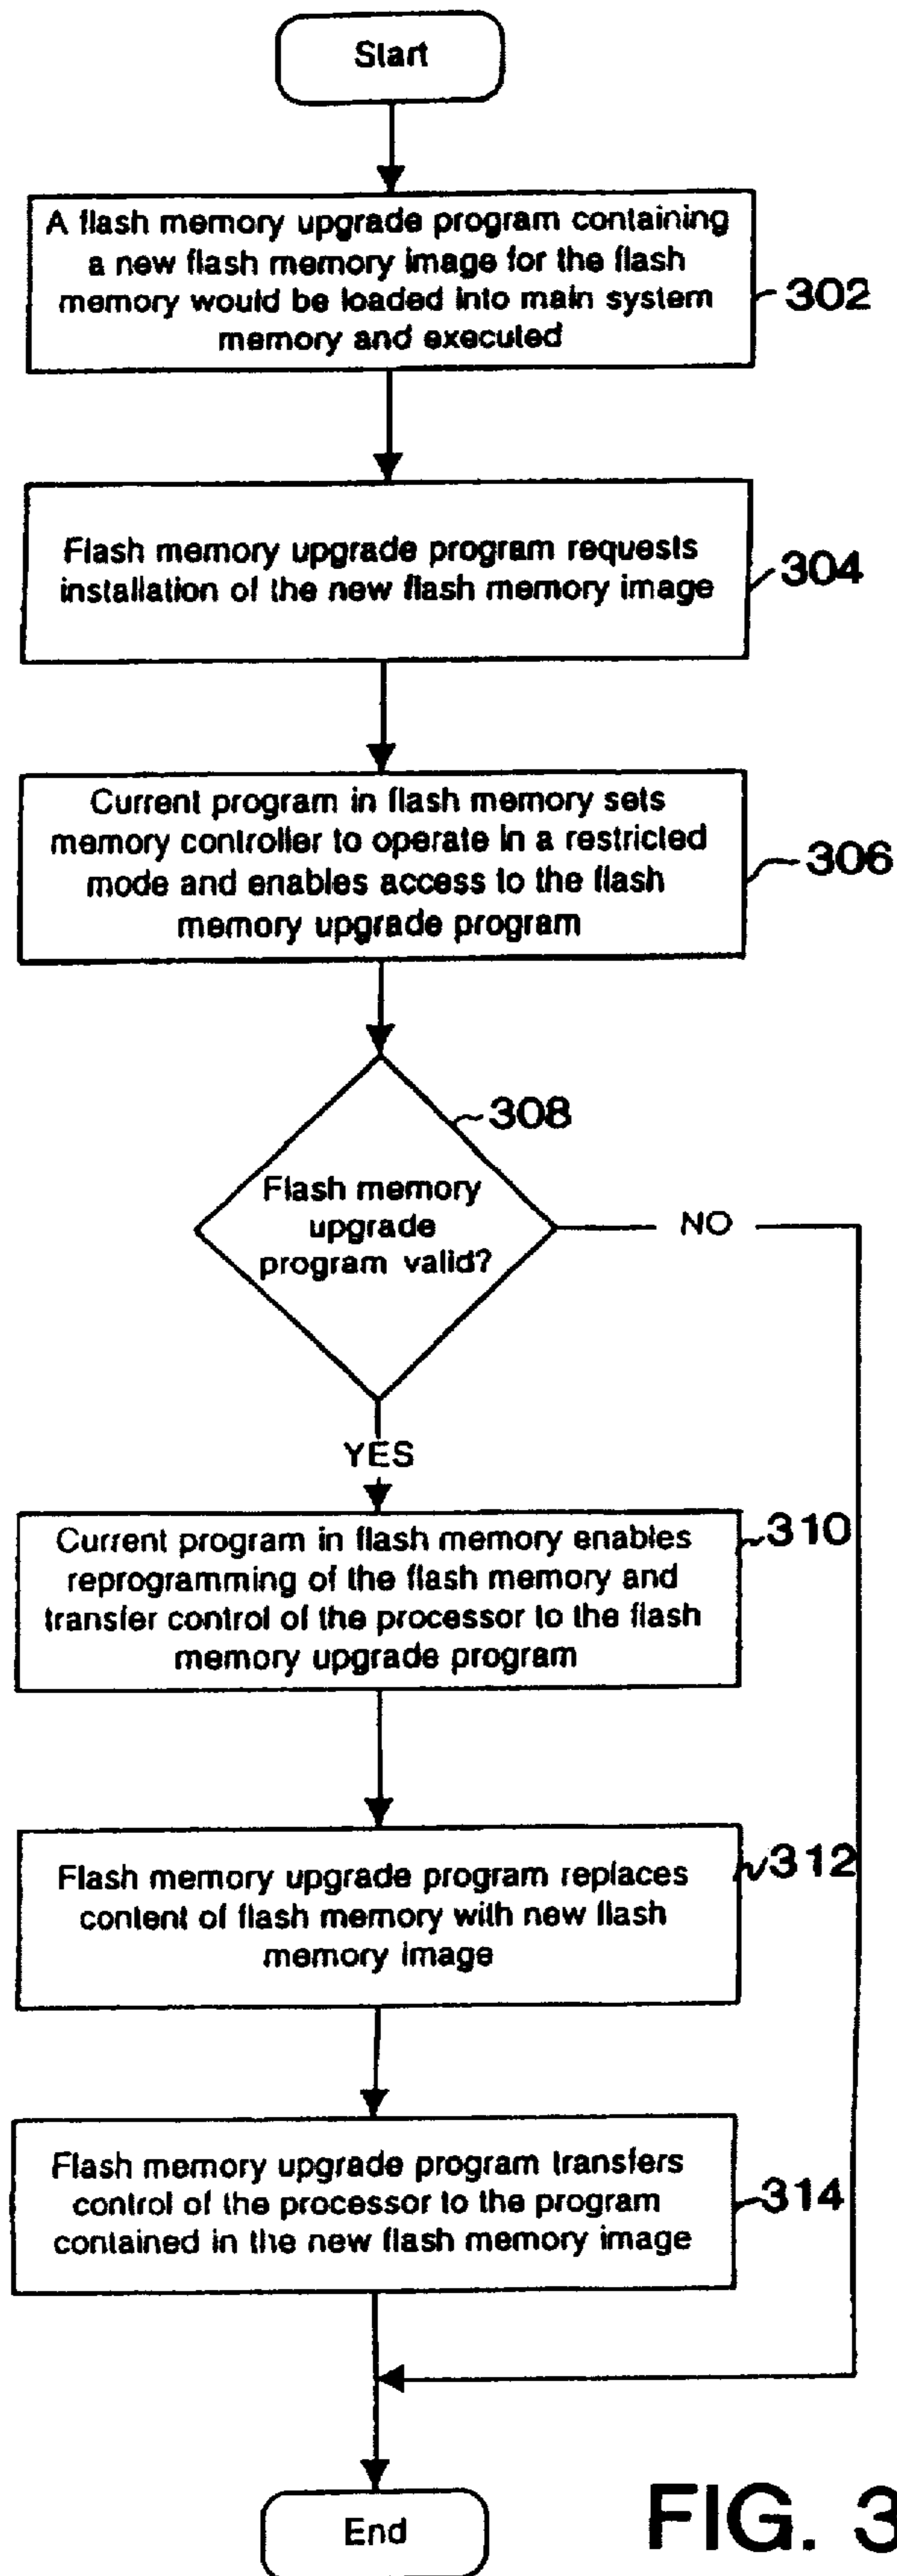 Start
A flash memory upgrade program containing
a new flash memory image for the flash
memory would be loaded into main system
memory and executed
302
Flash memory upgrade program requests
installation of the new flash memory image
304
Current program in flash memory sets
memory controller to operate in a restricted
mode and enables access to the flash
memory upgrade program
306
308
Flash memory
upgrade
program valid?
NO
YES
Current program in flash memory enables
reprogramming of the flash memory and
transfer control of the processor to the flash
memory upgrade program
310
Flash memory upgrade program replaces
content of flash memory with new flash
memory image
312
Flash memory upgrade program transfers
control of the processor to the program
contained in the new flash memory image
314
End
FIG. 3